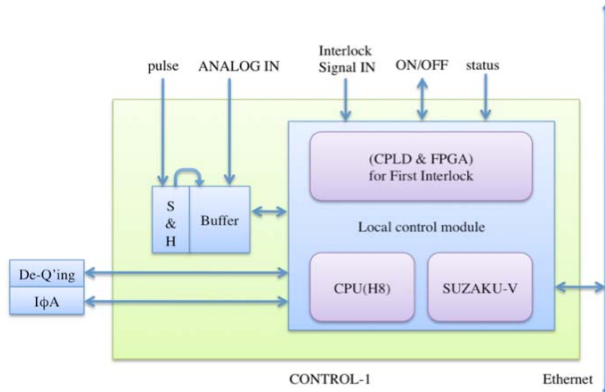 pulse
ANALOG IN
Interlock
Signal IN
ON/OFF
status
(CPLD & FPGA)
for First Interlock
S
&
H
Buffer
Local control module
De-Q'ing
IϕA
CPU(H8)
SUZAKU-V
CONTROL-1
Ethernet